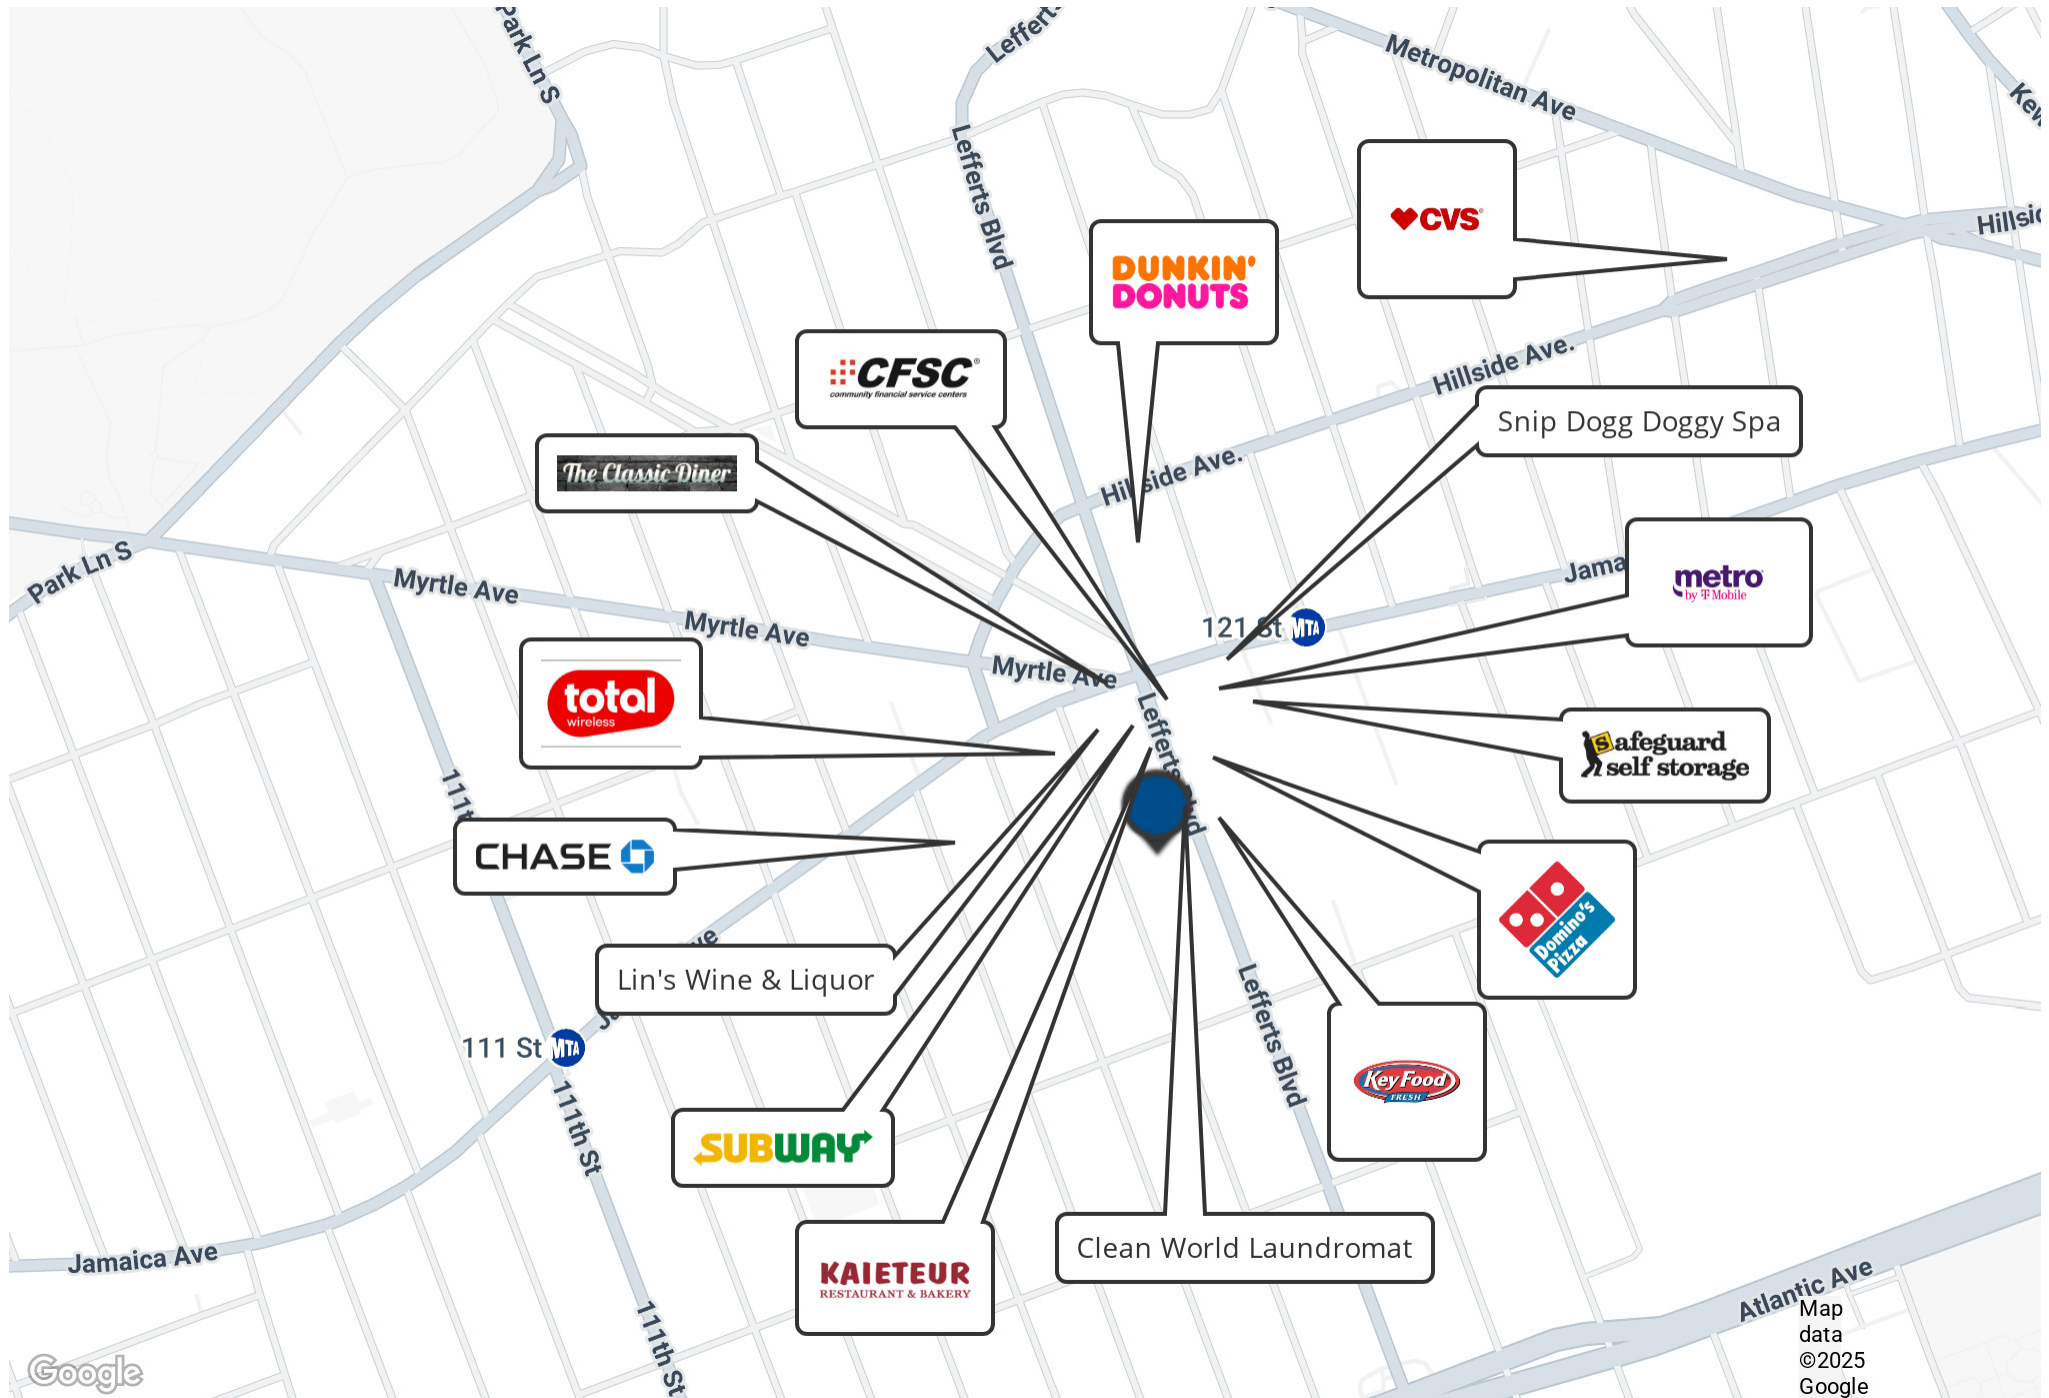 Park Ln S
Lefferts
Metropolitan Ave
Kew
Lefferts Blvd
CVS
Hillsi
DUNKIN'
DONUTS
CFSC
community financial service centers
Hillside Ave.
Snip Dogg Doggy Spa
The Classic Diner
Hillside Ave.
Park Ln S
Myrtle Ave
Jama
metro
by T Mobile
Myrtle Ave
121 St
MTA
Myrtle Ave
total
wireless
Lefferts Blvd
safeguard
self storage
111th
CHASE
Domino's
Pizza
Lin's Wine & Liquor
111 St
MTA
Lefferts Blvd
Key Food
FRESH
111th St
SUBWAY
Jamaica Ave
Clean World Laundromat
KAIETEUR
RESTAURANT & BAKERY
Atlantic Ave
111th St
Map
data
©2025
Google
Google